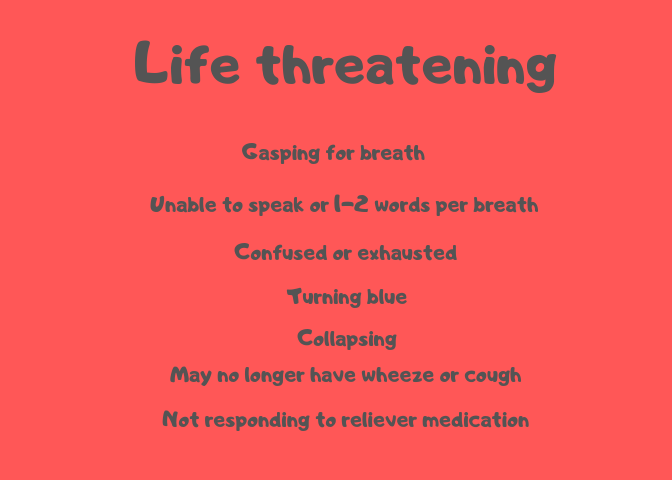 Life threatening
Gasping for breath
Unable to speak or 1-2 words per breath
Confused or exhausted
Turning blue
Collapsing
May no longer have wheeze or cough
Not responding to reliever medication